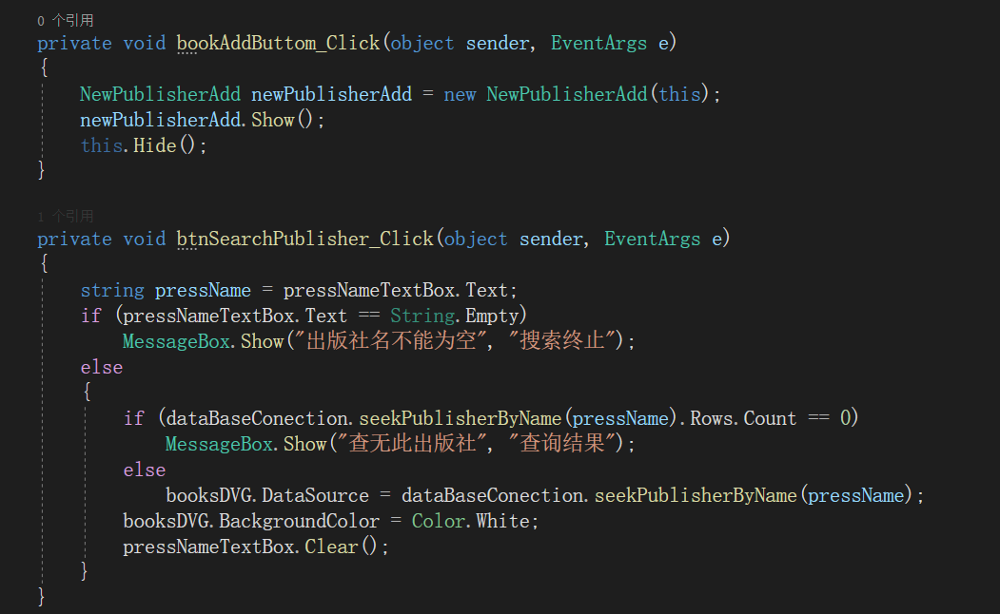 0 个引用
private void bookAddButtom_Click(object sender, EventArgs e)
{
NewPublisherAdd newPublisherAdd = new NewPublisherAdd(this);
newPublisherAdd.Show();
this.Hide();
}
1 个引用
private void btnSearchPublisher_Click(object sender, EventArgs e)
{
string pressName = pressNameTextBox.Text;
if (pressNameTextBox.Text == String.Empty)
MessageBox.Show("出版社名不能为空", "搜索终止");
else
{
if (dataBaseConection.seekPublisherByName(pressName).Rows.Count == 0)
MessageBox.Show("查无此出版社", "查询结果");
else
booksDVG.DataSource = dataBaseConection.seekPublisherByName(pressName);
booksDVG.BackgroundColor = Color.White;
pressNameTextBox.Clear();
}
}